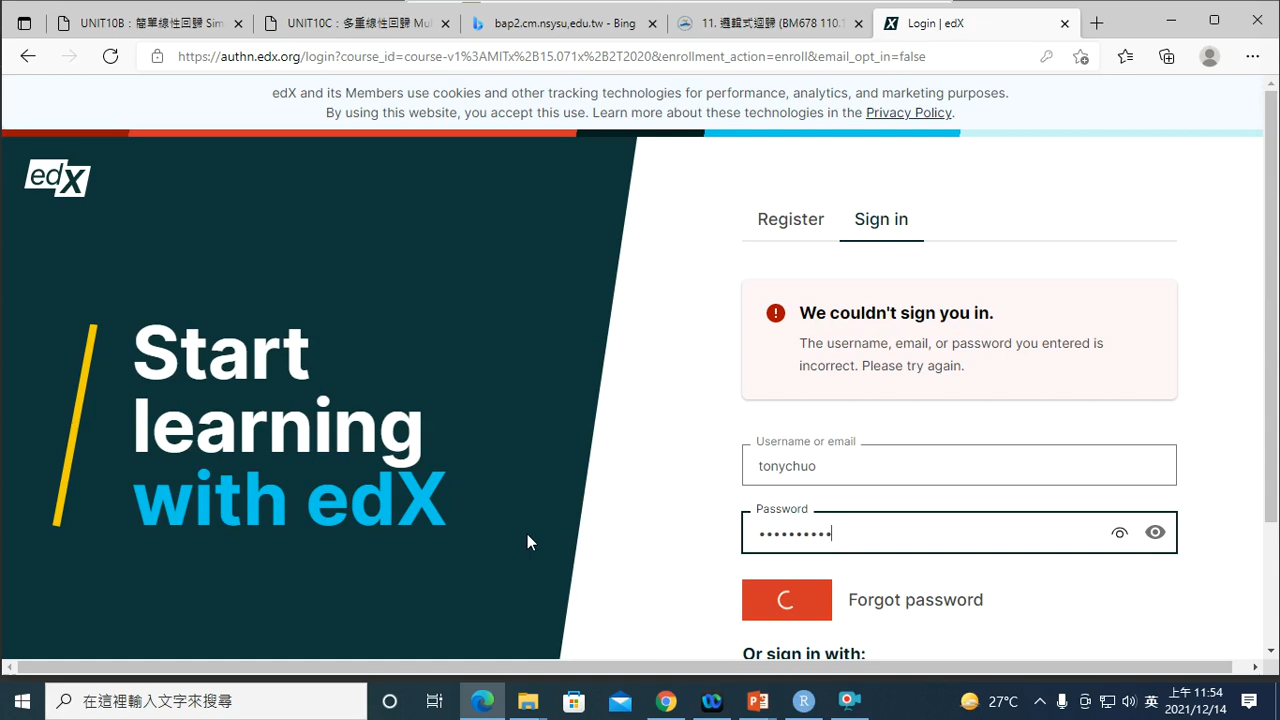 UNIT10B：簡單線性回歸 Sim
UNIT10C：多重線性回歸 Mul
bap2.cm.nsysu,edu.tw - Bing
11. 邏輯式迴歸 (BM678 110.1
Login | edX
https://authn.edx.org/login?course_id=course-v1%3AMITx%2B15.071x%2B2T2020&enrollment_action=enroll&email_opt_in=false
edX and its Members use cookies and other tracking technologies for performance, analytics, and marketing purposes.
By using this website, you accept this use. Learn more about these technologies in the Privacy Policy.
edX
Register
Sign in
We couldn't sign you in.
The username, email, or password you entered is
incorrect. Please try again.
Start
learning
with edX
Username or email
tonychuo
Password
••••••••••
Forgot password
Or sign in with:
在這裡輸入文字來搜尋
27°C
英
上午 11:54
2021/12/14